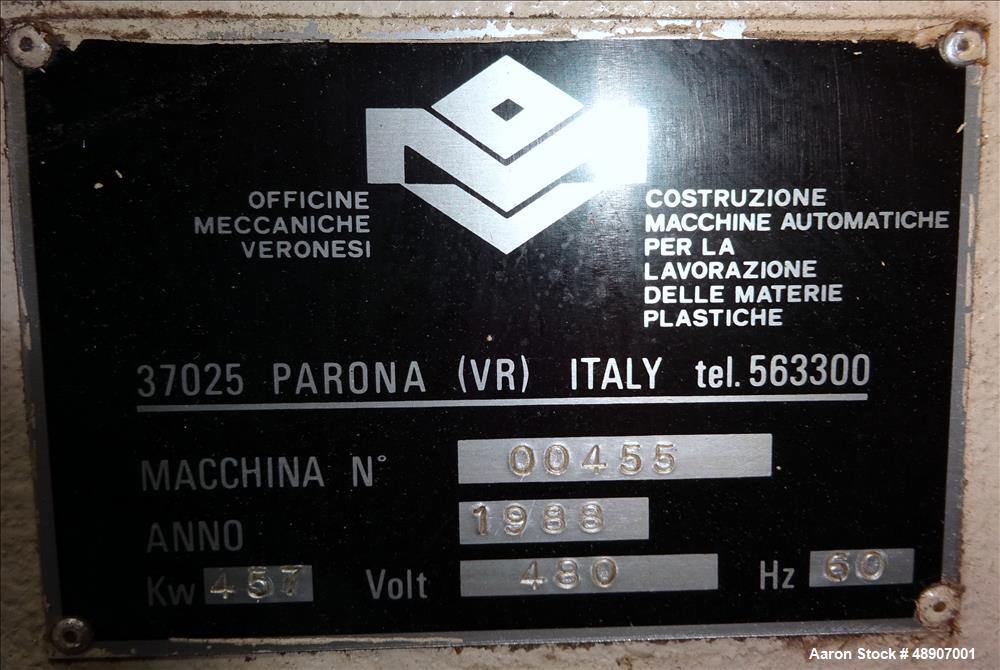 OFFICINE
MECCANICHE
VERONESI
COSTRUZIONE
MACCHINE AUTOMATICHE
PER LA
LAVORAZIONE
DELLE MATERIE
PLASTICHE
37025 PARONA (VR) ITALY tel. 563300
MACCHINA N° 00455
ANNO 1988
Kw 457 Volt 480 Hz 60
Aaron Stock # 48907001